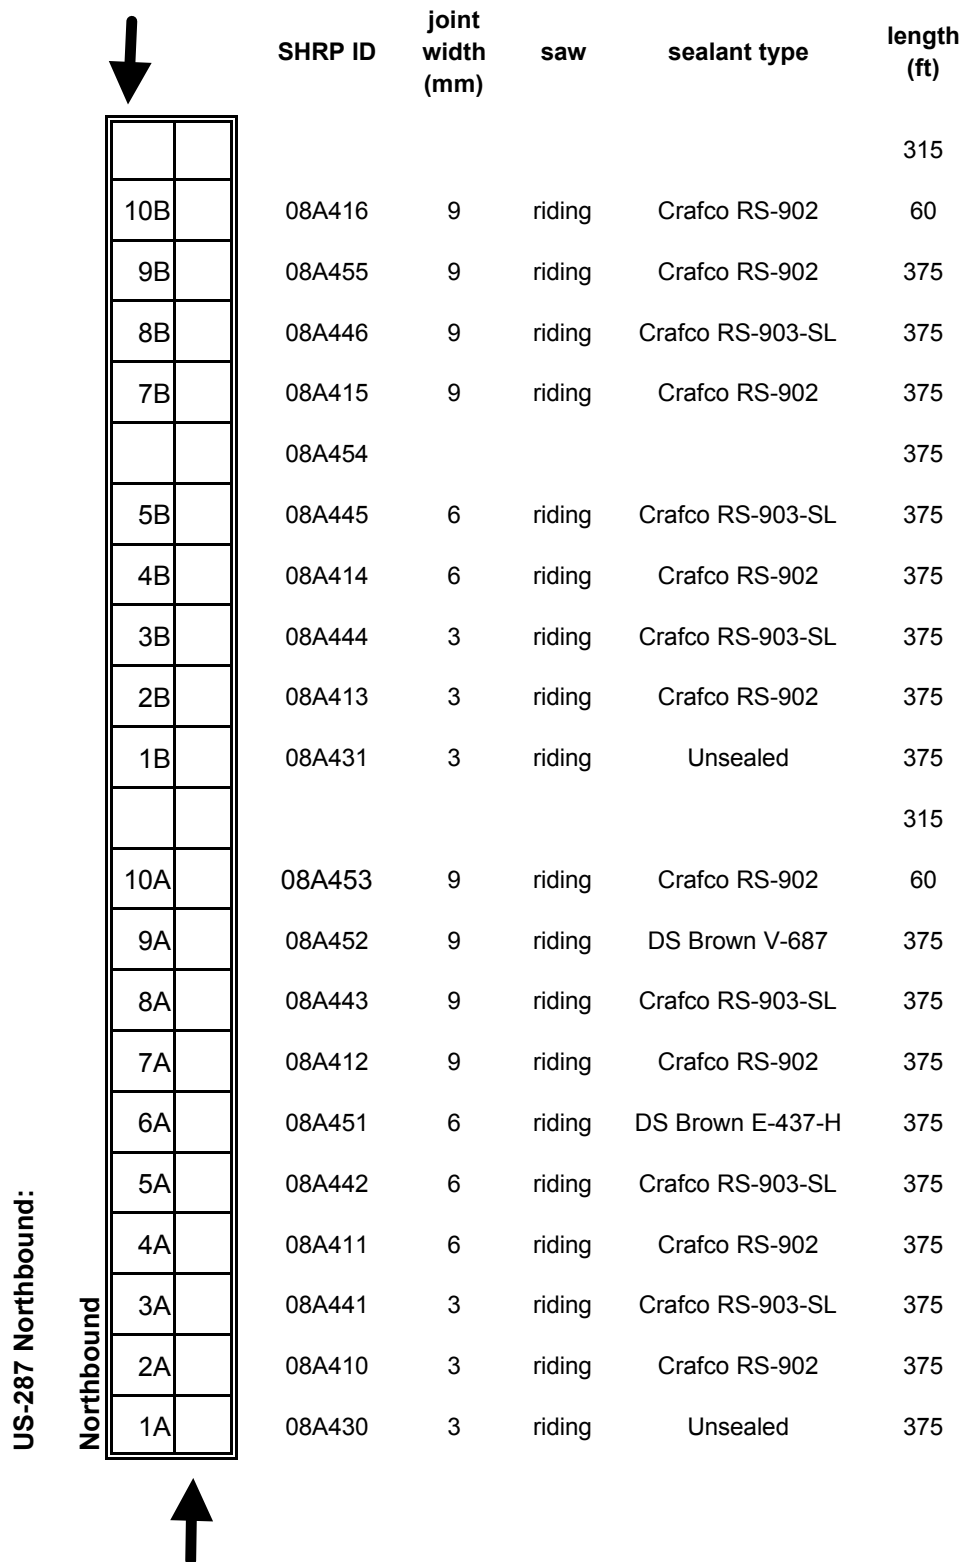 SHRP ID joint width (mm) saw sealant type length (ft)
315
10B 08A416 9 riding Crafco RS-902 60
9B 08A455 9 riding Crafco RS-902 375
8B 08A446 9 riding Crafco RS-903-SL 375
7B 08A415 9 riding Crafco RS-902 375
08A454 375
5B 08A445 6 riding Crafco RS-903-SL 375
4B 08A414 6 riding Crafco RS-902 375
3B 08A444 3 riding Crafco RS-903-SL 375
2B 08A413 3 riding Crafco RS-902 375
1B 08A431 3 riding Unsealed 375
315
10A 08A453 9 riding Crafco RS-902 60
9A 08A452 9 riding DS Brown V-687 375
8A 08A443 9 riding Crafco RS-903-SL 375
7A 08A412 9 riding Crafco RS-902 375
6A 08A451 6 riding DS Brown E-437-H 375
5A 08A442 6 riding Crafco RS-903-SL 375
4A 08A411 6 riding Crafco RS-902 375
3A 08A441 3 riding Crafco RS-903-SL 375
2A 08A410 3 riding Crafco RS-902 375
1A 08A430 3 riding Unsealed 375
US-287 Northbound:
Northbound